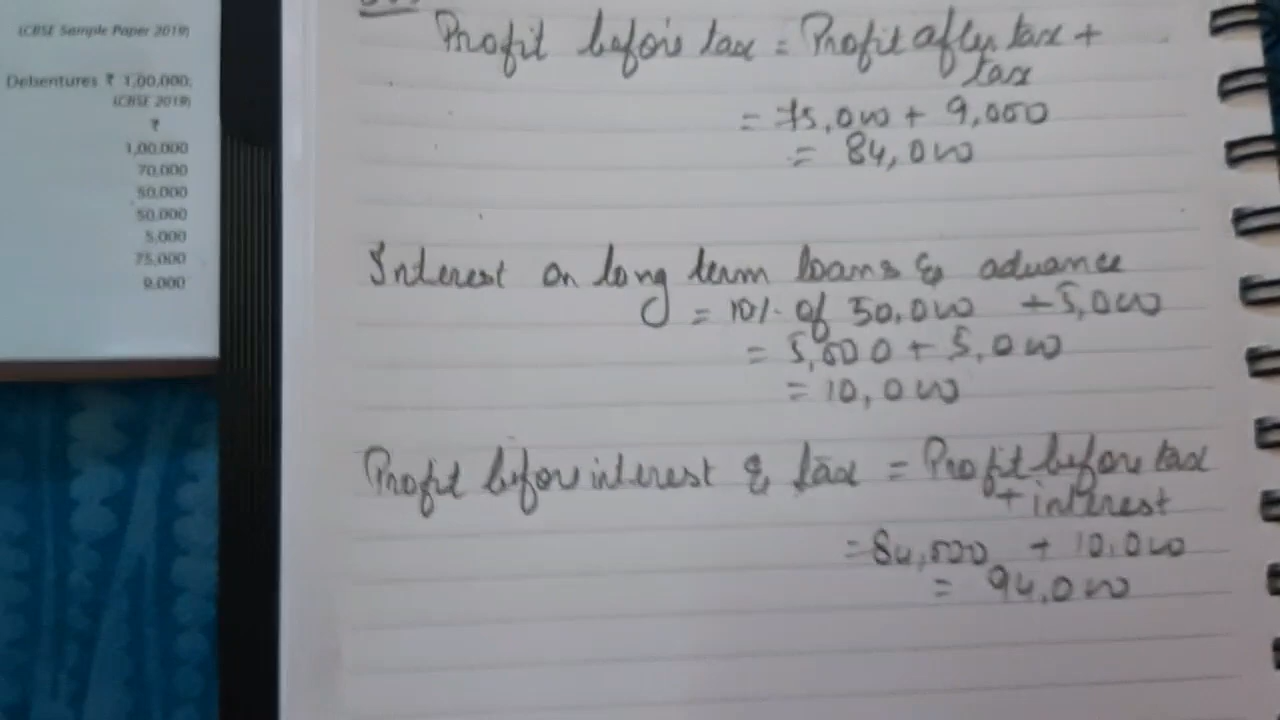 (CBSE Sample Paper 2019)
Debentures ₹ 1,00,000,
(CBSE 2019)
₹
1,00,000
70,000
50,000
50,000
5,000
75,000
9,000
Profit before tax = Profit after tax +
tax
= 75,000 + 9,000
= 84,000
Interest on long term loans & advance
= 10% of 50,000 + 5,000
= 5,000 + 5,000
= 10,000
Profit before interest & tax = Profit before tax
+ interest
= 84,000 + 10,000
= 94,000